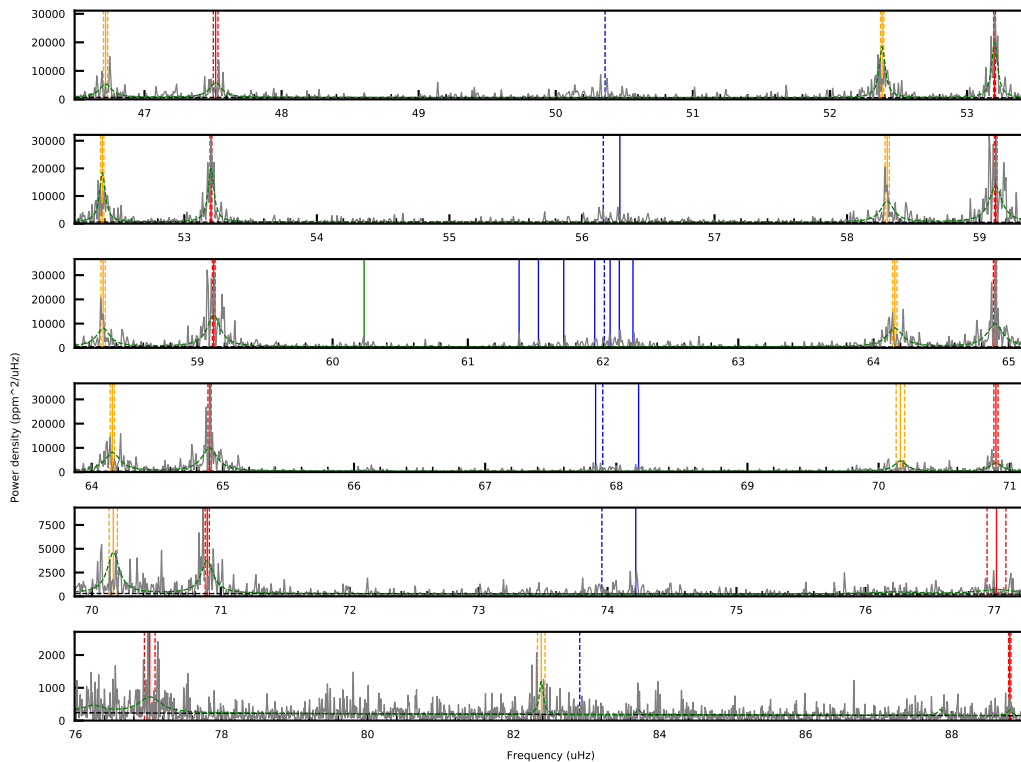 30000
20000
10000
0
47 48 49 50 51 52 53
30000
20000
10000
0
53 54 55 56 57 58 59
30000
20000
10000
0
59 60 61 62 63 64 65
30000
20000
10000
0
64 65 66 67 68 69 70 71
7500
5000
2500
0
70 71 72 73 74 75 76 77
2000
1000
0
76 78 80 82 84 86 88
Power density (ppm^2/uHz)
Frequency (uHz)